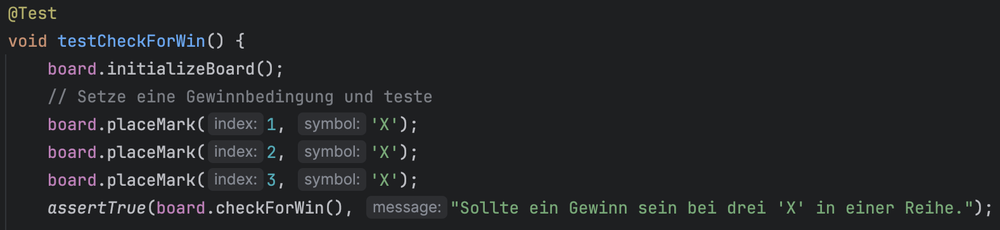 @Test
void testCheckForWin() {
board.initializeBoard();
// Setze eine Gewinnbedingung und teste
board.placeMark( index: 1, symbol: 'X');
board.placeMark( index: 2, symbol: 'X');
board.placeMark( index: 3, symbol: 'X');
assertTrue(board.checkForWin(), message: "Sollte ein Gewinn sein bei drei 'X' in einer Reihe.");